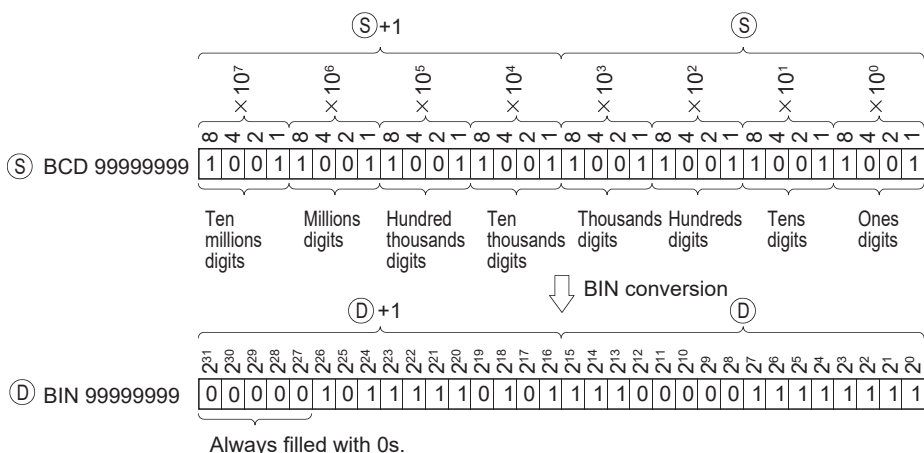 Ⓢ+1 Ⓢ
×10⁷ ×10⁶ ×10⁵ ×10⁴ ×10³ ×10² ×10¹ ×10⁰
8 4 2 1 8 4 2 1 8 4 2 1 8 4 2 1 8 4 2 1 8 4 2 1 8 4 2 1 8 4 2 1
Ⓢ BCD 99999999 1 0 0 1 1 0 0 1 1 0 0 1 1 0 0 1 1 0 0 1 1 0 0 1 1 0 0 1 1 0 0 1
Ten Millions Hundred Ten Thousands Hundreds Tens Ones
millions digits thousands thousands digits digits digits digits
digits digits digits
BIN conversion
Ⓓ+1 Ⓓ
2³¹ 2³⁰ 2²⁹ 2²⁸ 2²⁷ 2²⁶ 2²⁵ 2²⁴ 2²³ 2²² 2²¹ 2²⁰ 2¹⁹ 2¹⁸ 2¹⁷ 2¹⁶ 2¹⁵ 2¹⁴ 2¹³ 2¹² 2¹¹ 2¹⁰ 2⁹ 2⁸ 2⁷ 2⁶ 2⁵ 2⁴ 2³ 2² 2¹ 2⁰
Ⓓ BIN 99999999 0 0 0 0 0 1 0 1 1 1 1 1 0 1 0 1 1 1 1 0 0 0 0 0 1 1 1 1 1 1 1 1
Always filled with 0s.